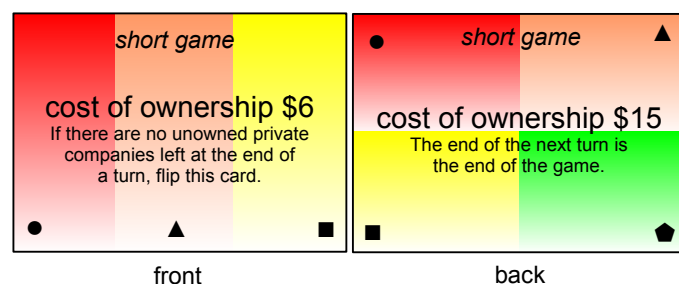 short game
cost of ownership $6
If there are no unowned private
companies left at the end of
a turn, flip this card.
front
short game
cost of ownership $15
The end of the next turn is
the end of the game.
back